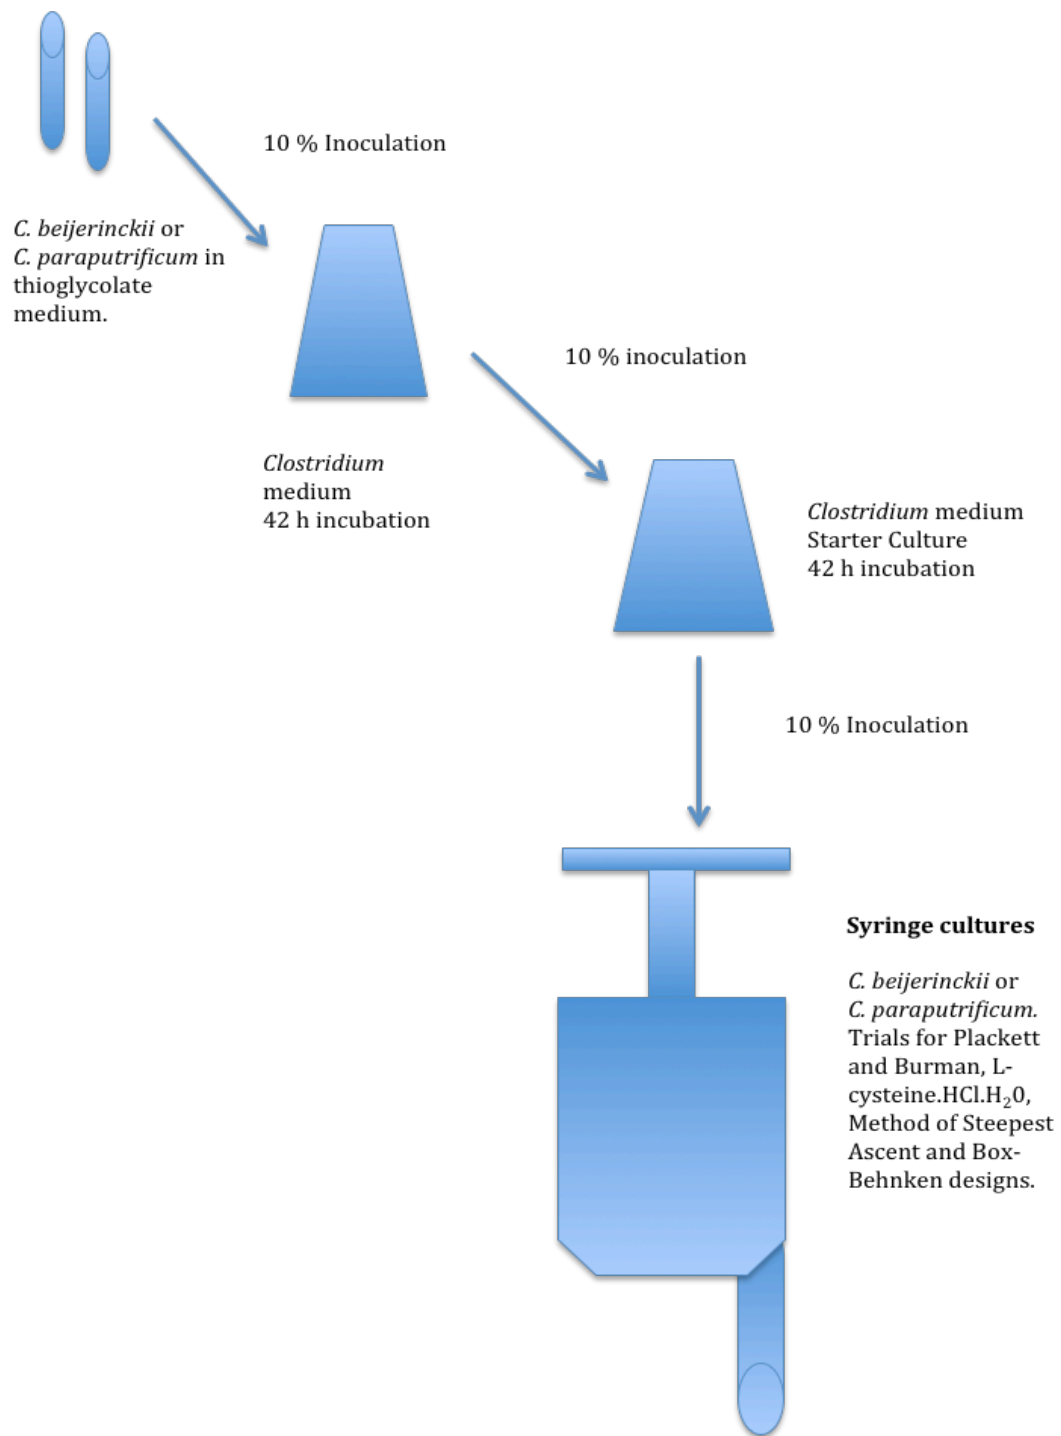 10 % Inoculation
C. beijerinckii or
C. paraputrificum in
thioglycolate
medium.
10 % inoculation
Clostridium
medium
42 h incubation
Clostridium medium
Starter Culture
42 h incubation
10 % Inoculation
Syringe cultures
C. beijerinckii or
C. paraputrificum.
Trials for Plackett
and Burman, L-
cysteine.HCl.H₂0,
Method of Steepest
Ascent and Box-
Behnken designs.